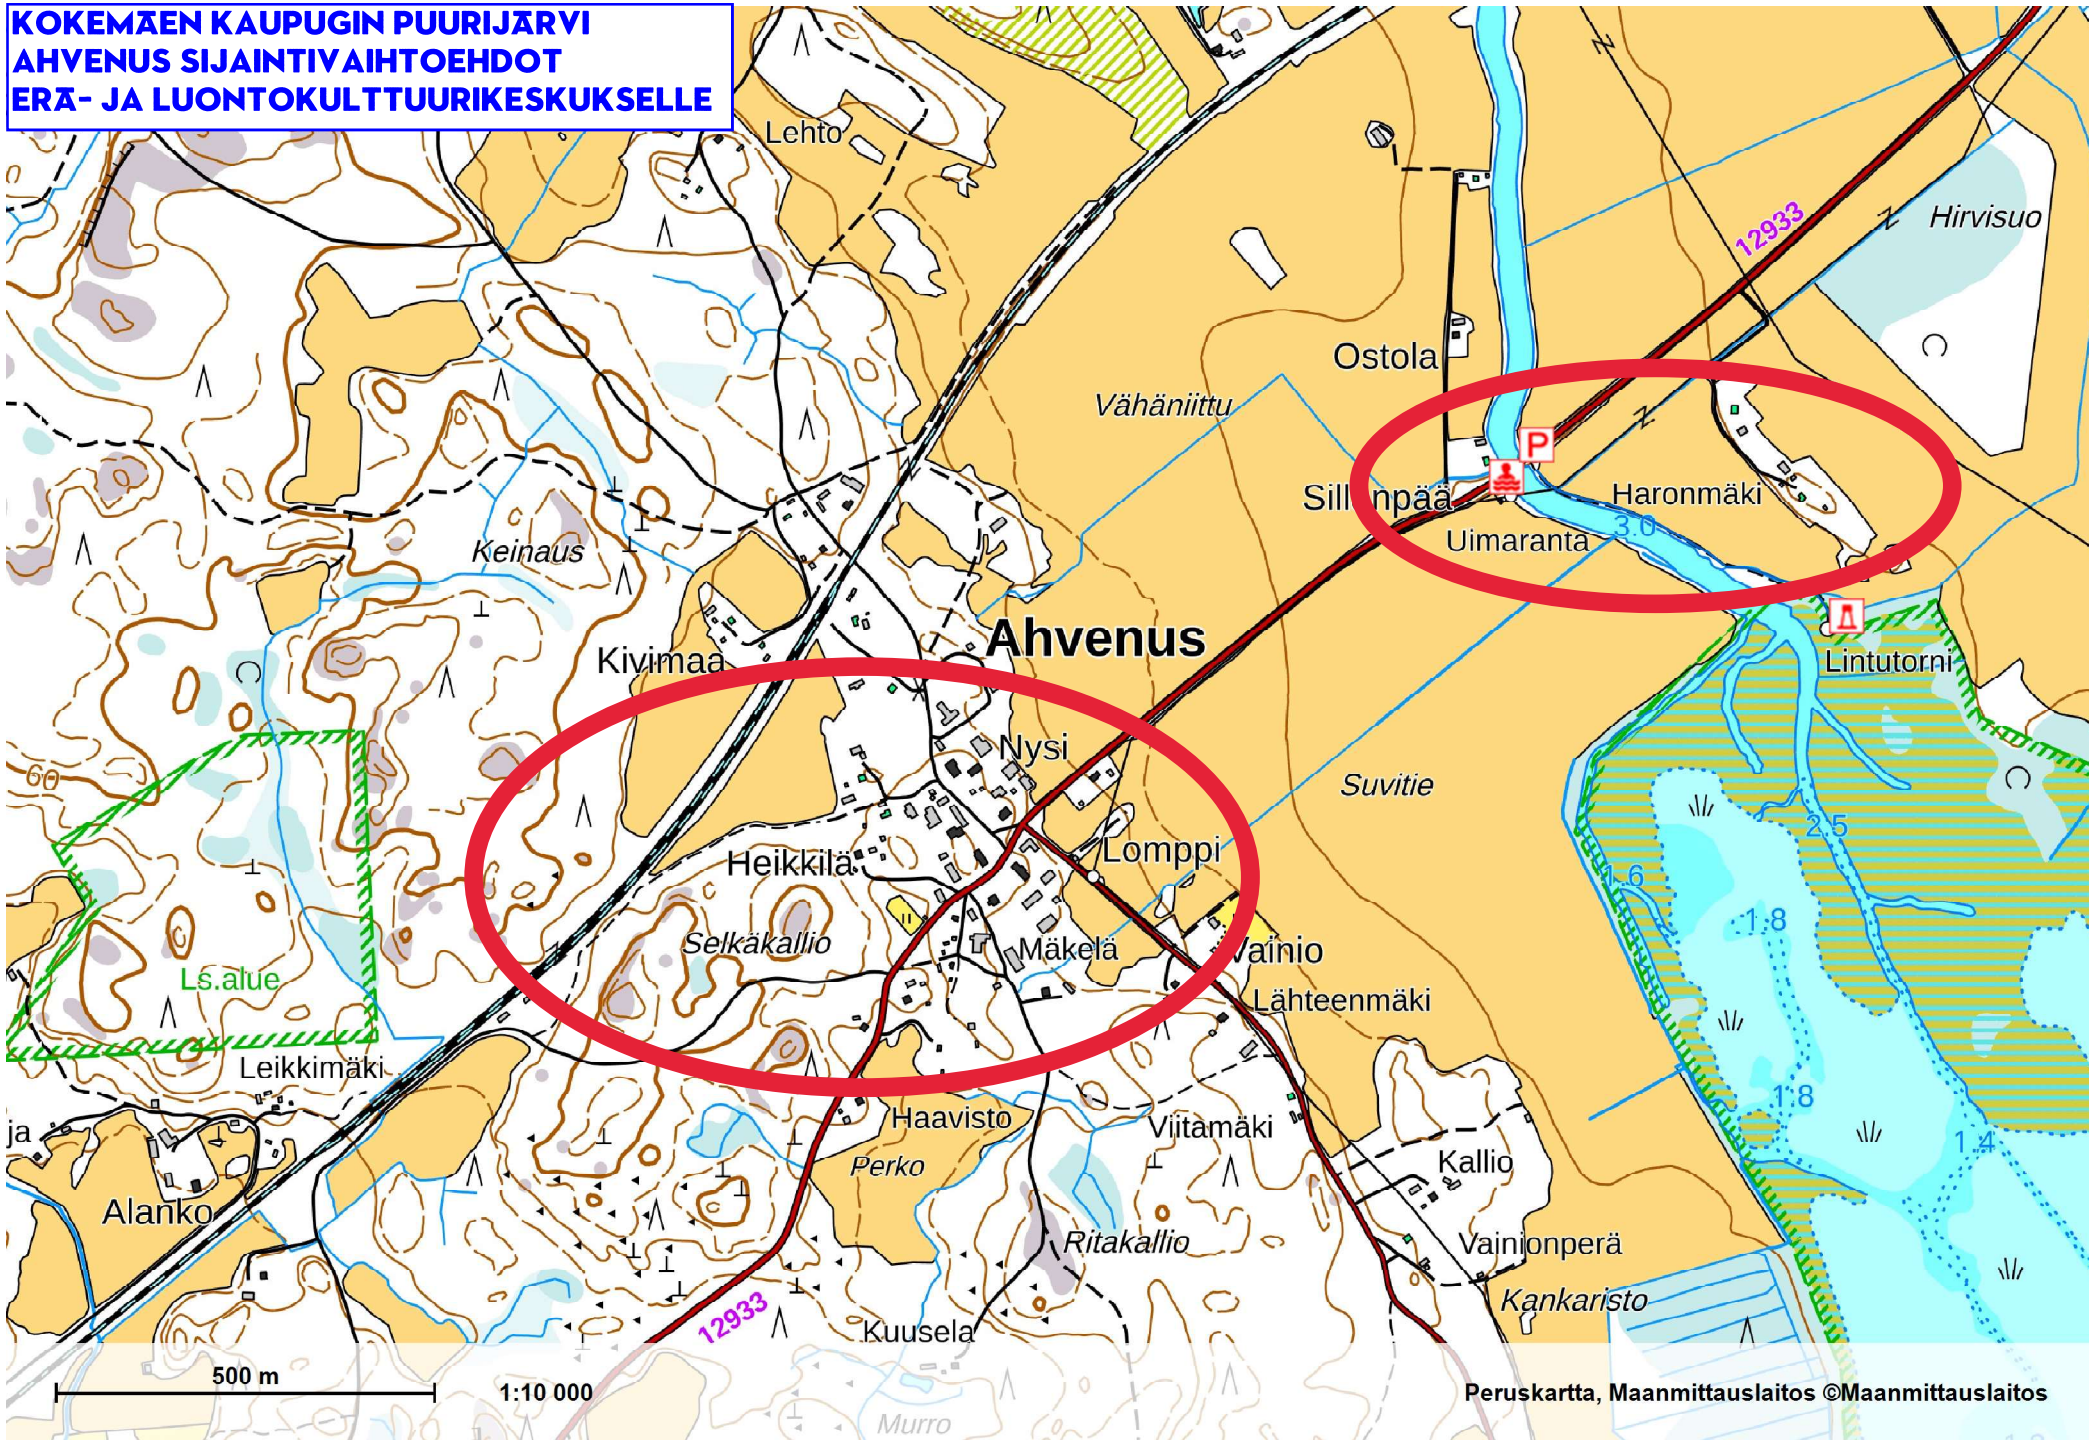 KOKEMÄEN KAUPUGIN PUURIJÄRVI
AHVENUS SIJAINTIVAIHTOEHDOT
ERÄ- JA LUONTOKULTTUURIKESKUKSELLE
Lehto
12933
Hirvisuo
Ostola
Vähäniittu
P
Sillanpää
Haronmäki
3.0
Uimaranta
Keinaus
Ahvenus
Kivimaa
Lintutorni
Nysi
60
Suvitie
2.5
Lomppi
Heikkilä
1.6
1.8
Selkäkallio
Mäkelä
Vainio
Ls.alue
Lähteenmäki
Leikkimäki
1.8
Haavisto
Viitamäki
ja
1.4
Perko
Kallio
Alanko
Ritakallio
Vainionperä
12933
Kankaristo
Kuusela
500 m
1:10 000
Peruskartta, Maanmittauslaitos ©Maanmittauslaitos
Murro